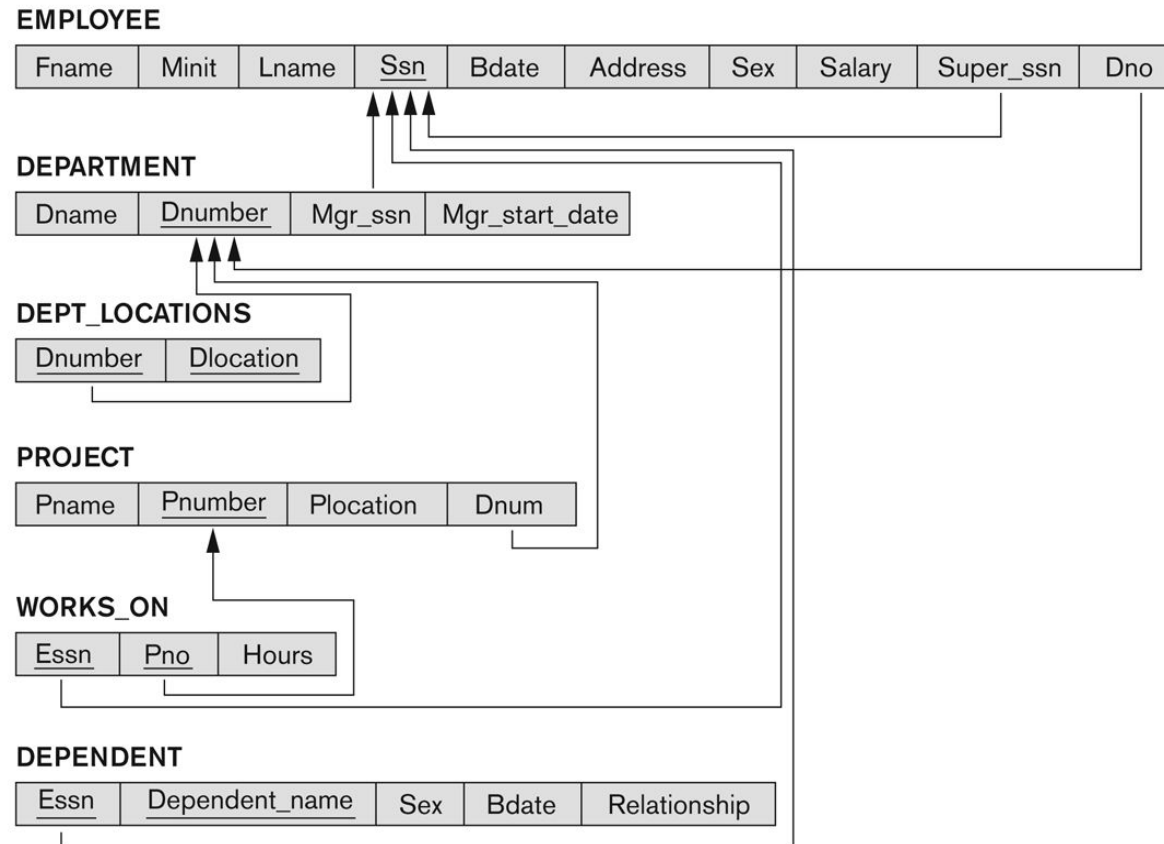 EMPLOYEE
Fname Minit Lname Ssn Bdate Address Sex Salary Super_ssn Dno
DEPARTMENT
Dname Dnumber Mgr_ssn Mgr_start_date
DEPT_LOCATIONS
Dnumber Dlocation
PROJECT
Pname Pnumber Plocation Dnum
WORKS_ON
Essn Pno Hours
DEPENDENT
Essn Dependent_name Sex Bdate Relationship